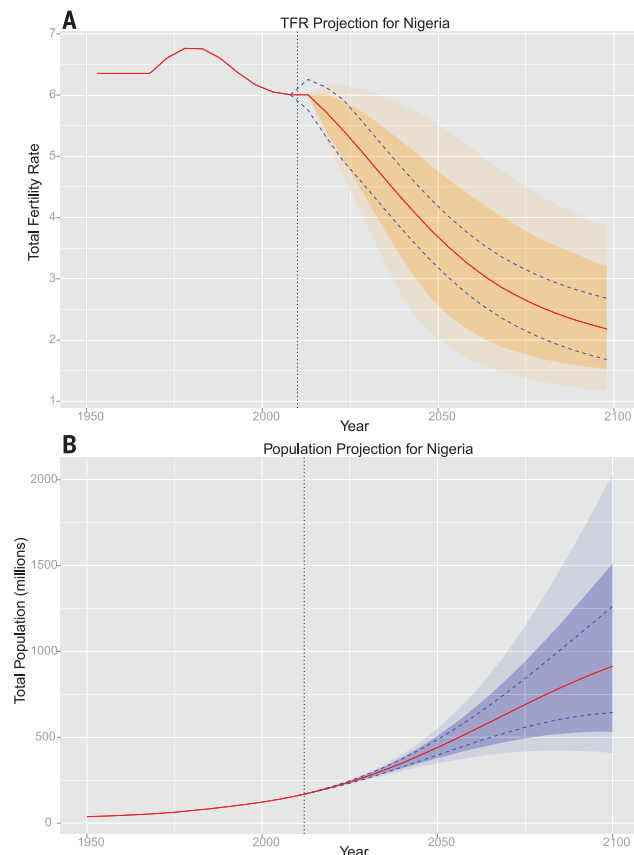 A
TFR Projection for Nigeria
7
6
5
4
3
2
1
Total Fertility Rate
1950
2000
2050
2100
Year
B
Population Projection for Nigeria
2000
1500
1000
500
0
Total Population (millions)
1950
2000
2050
2100
Year